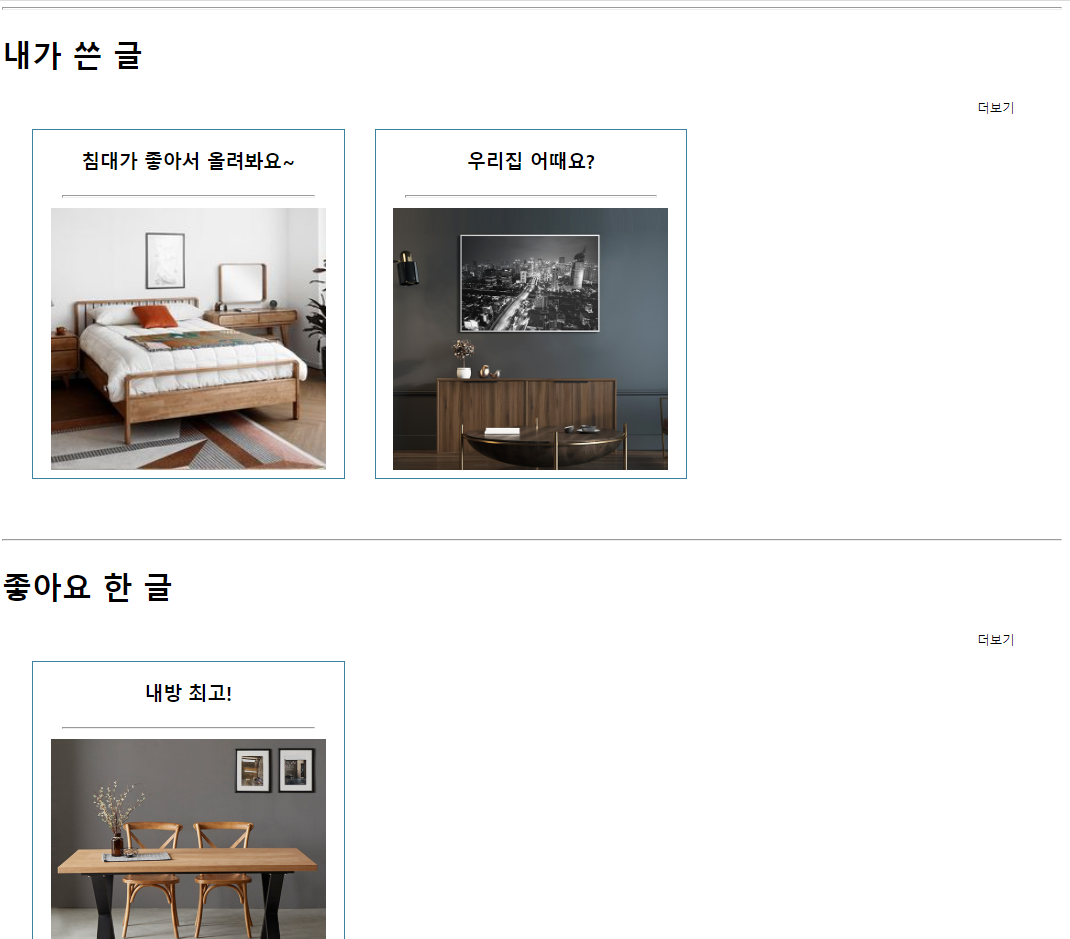 내가 쓴 글
더보기
침대가 좋아서 올려봐요~
우리집 어때요?
좋아요 한 글
더보기
내방 최고!